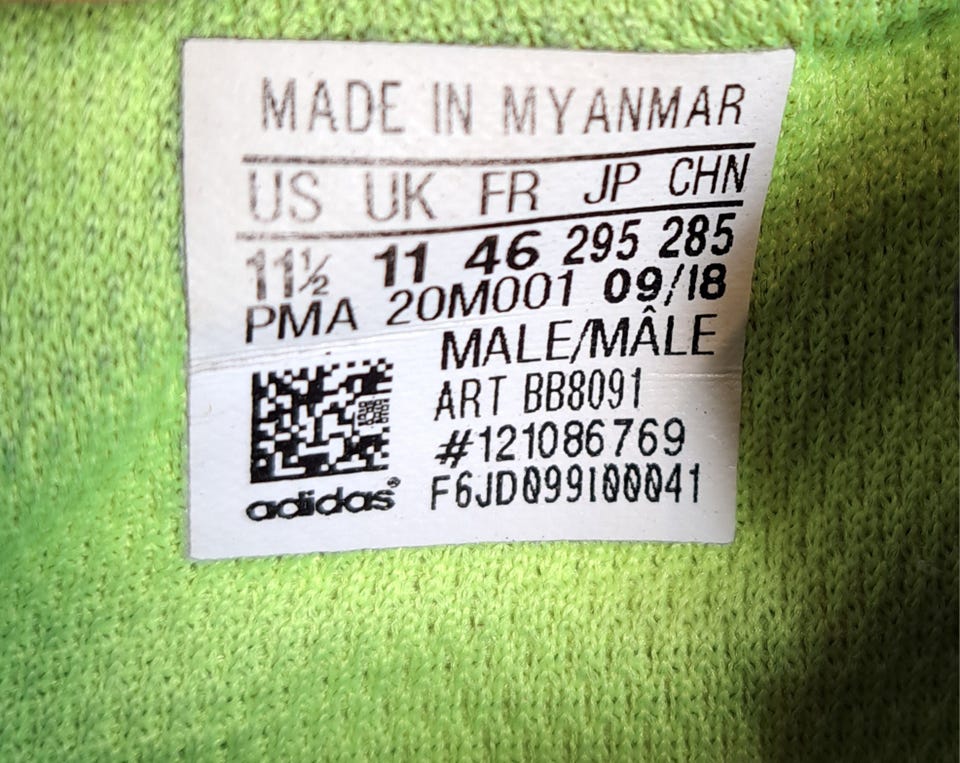 MADE IN MYANMAR
US UK FR JP CHN
11½ 11 46 295 285
PMA 20M001 09/18
MALE/MÂLE
ART BB8091
#121086769
adidas® F6JD099I00041